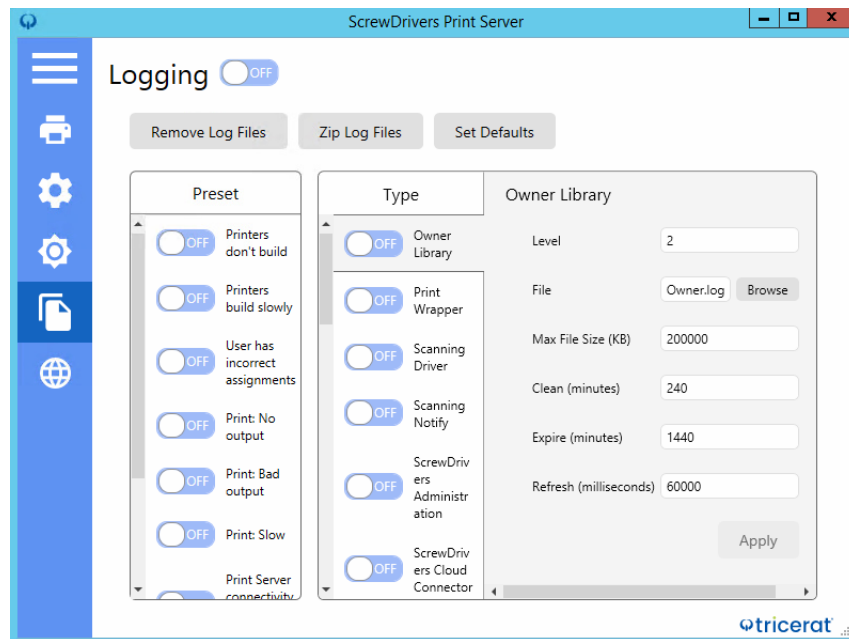 ScrewDrivers Print Server
Logging OFF
Remove Log Files
Zip Log Files
Set Defaults
Preset
OFF
Printers
don't build
OFF
Printers
build slowly
OFF
User has
incorrect
assignments
OFF
Print: No
output
OFF
Print: Bad
output
OFF
Print: Slow
Print Server
connectivity
Type
OFF
Owner
Library
OFF
Print
Wrapper
OFF
Scanning
Driver
OFF
Scanning
Notify
OFF
ScrewDriv
ers
Administr
ation
OFF
ScrewDriv
ers Cloud
Connector
Owner Library
Level 2
File Owner.log Browse
Max File Size (KB) 200000
Clean (minutes) 240
Expire (minutes) 1440
Refresh (milliseconds) 60000
Apply
tricerat